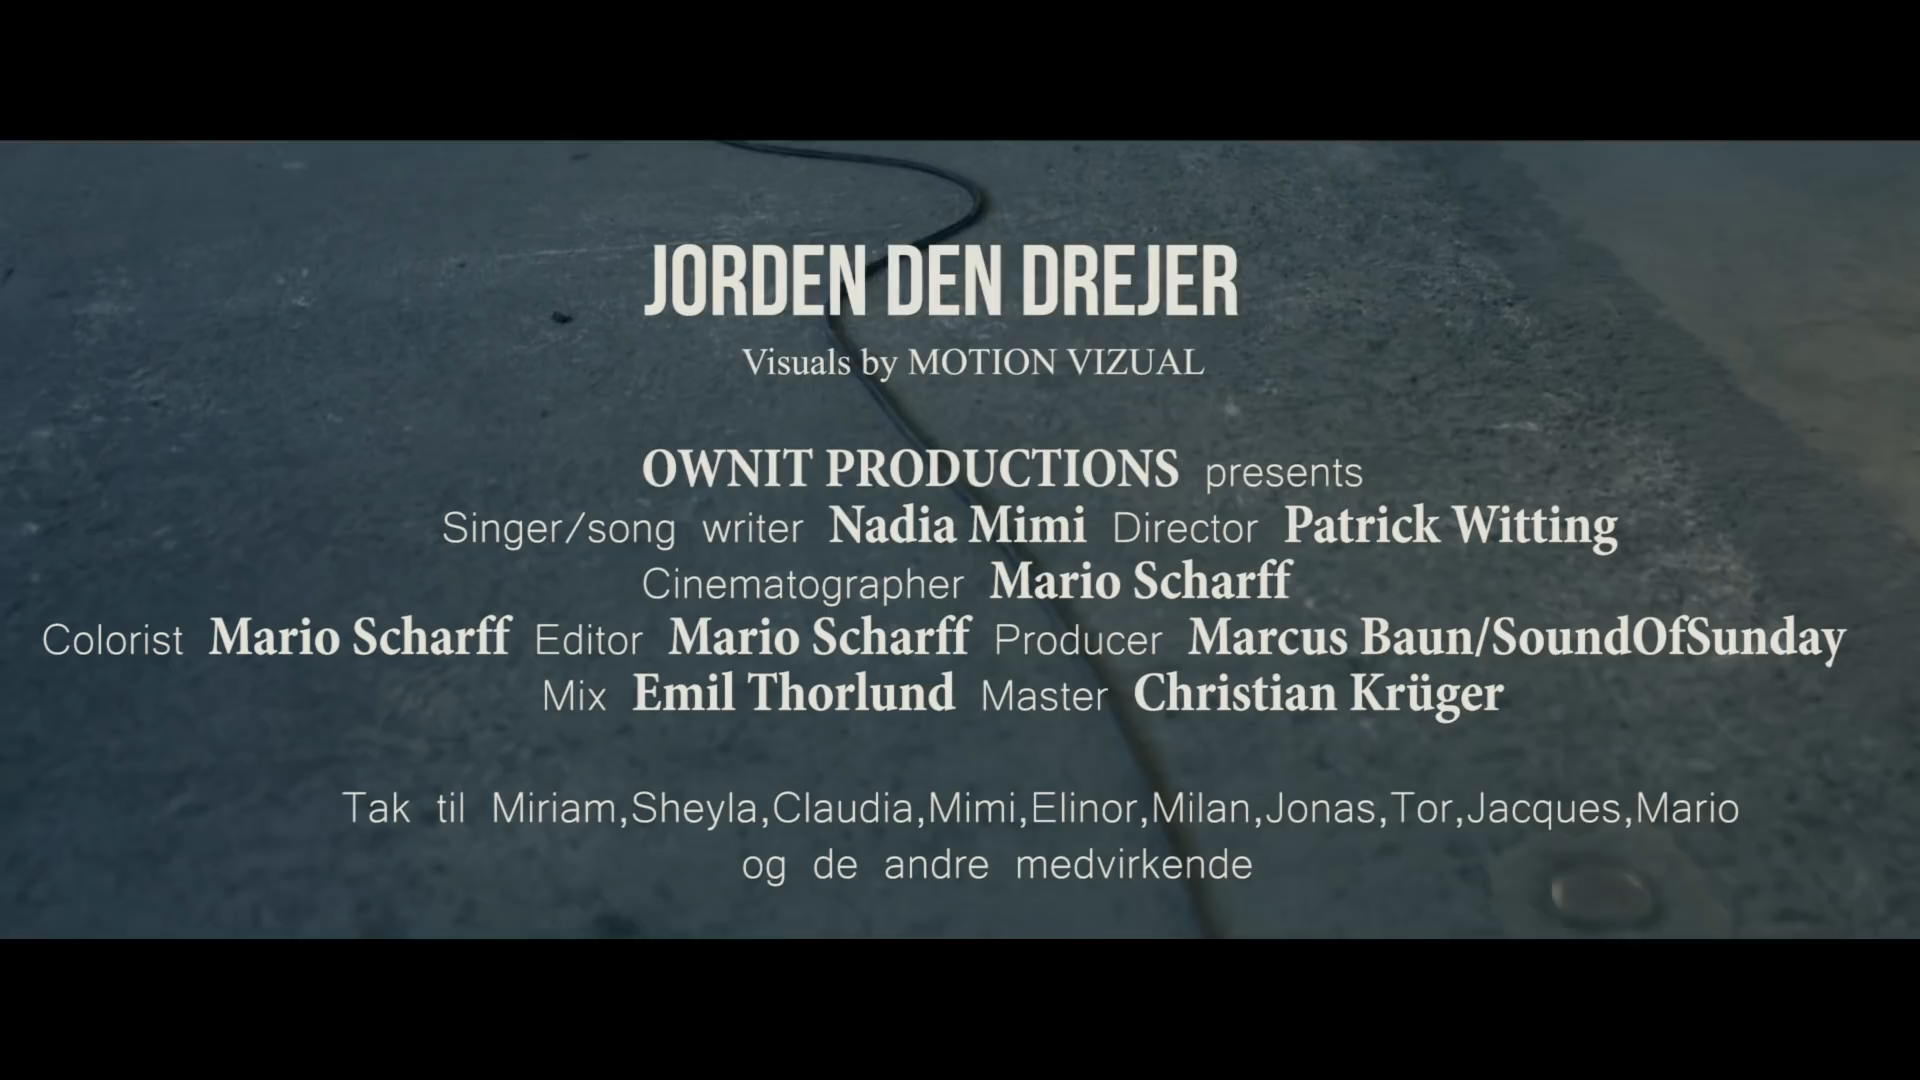 JORDEN DEN DREJER
Visuals by MOTION VIZUAL
OWNIT PRODUCTIONS presents
Singer/song writer Nadia Mimi Director Patrick Witting
Cinematographer Mario Scharff
Colorist Mario Scharff Editor Mario Scharff Producer Marcus Baun/SoundOfSunday
Mix Emil Thorlund Master Christian Krüger
Tak til Miriam,Sheyla,Claudia,Mimi,Elinor,Milan,Jonas,Tor,Jacques,Mario
og de andre medvirkende